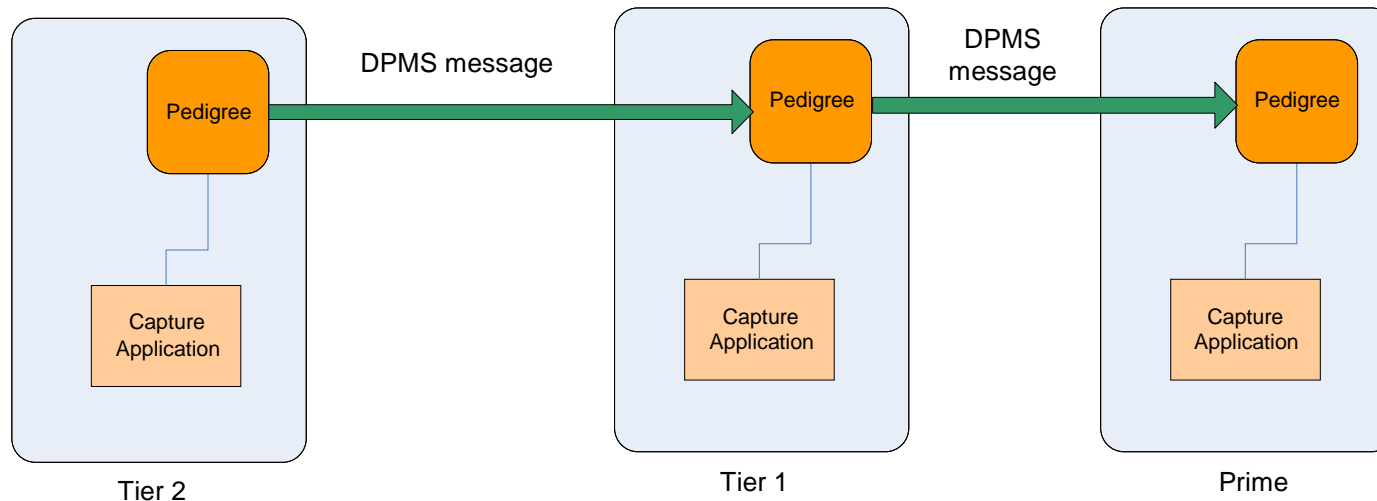 DPMS message
DPMS
message
Pedigree
Pedigree
Pedigree
Capture
Application
Capture
Application
Capture
Application
Tier 2
Tier 1
Prime